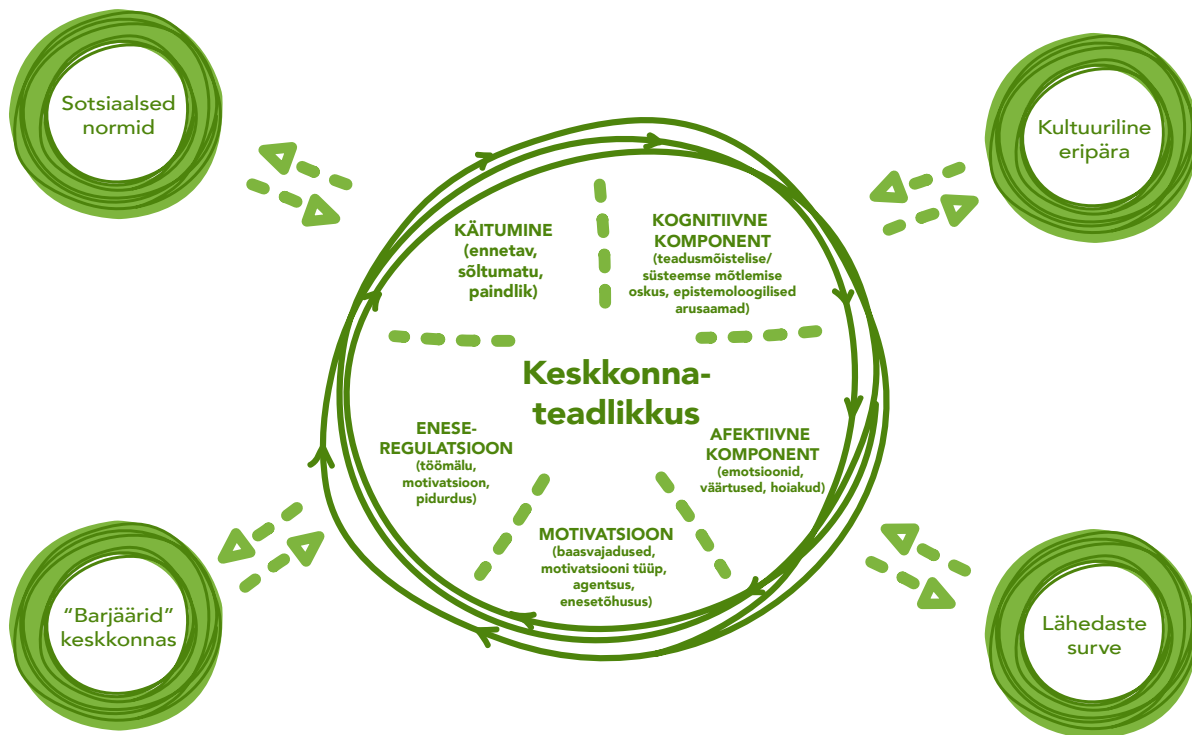 Sotsiaalsed
normid
Kultuuriline
eripära
KÄITUMINE
(ennetav,
sõltumatu,
paindlik)
KOGNITIIVNE
KOMPONENT
(teadusmõistelise/
süsteemse mõtlemise
oskus, epistemoloogilised
arusaamad)
Keskkonna-
teadlikkus
ENESE-
REGULATSIOON
(töömälu,
motivatsioon,
pidurdus)
AFEKTIIVNE
KOMPONENT
(emotsioonid,
väärtused, hoiakud)
MOTIVATSIOON
(baasvajadused,
motivatsiooni tüüp,
agentsus,
enesetõhusus)
"Barjäärid"
keskkonnas
Lähedaste
surve